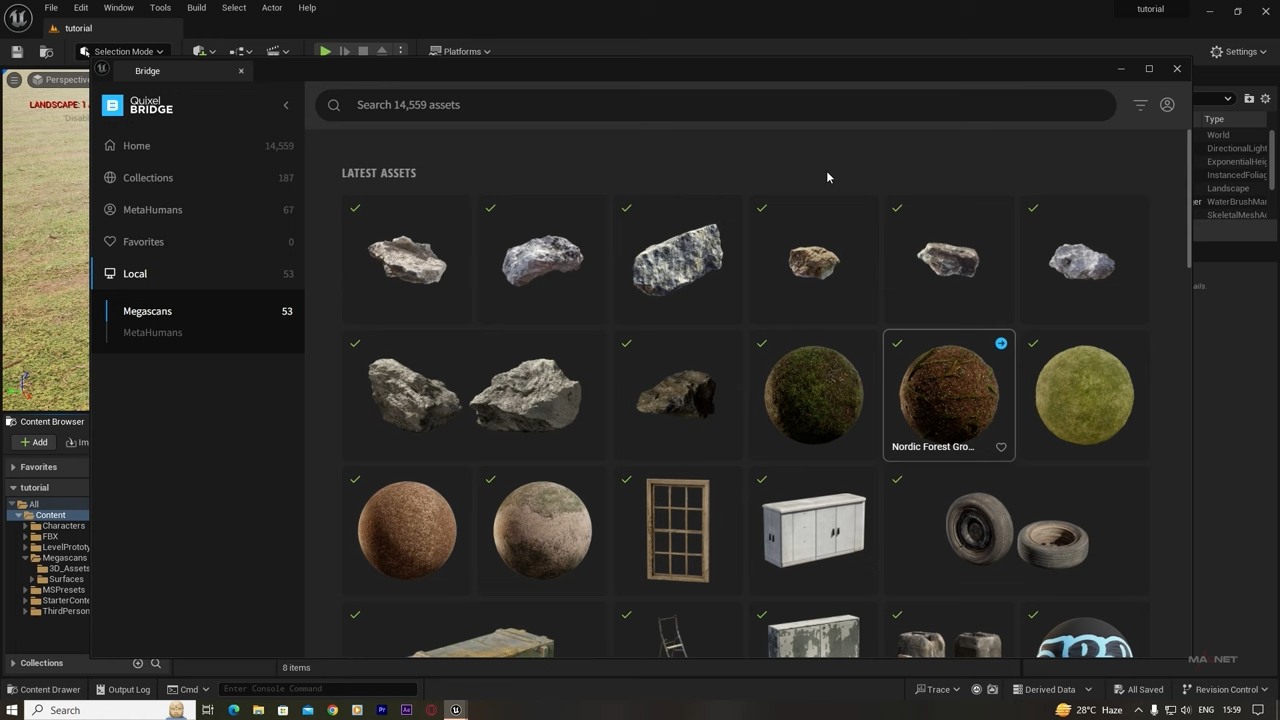 File Edit Window Tools Build Select Actor Help
tutorial
tutorial
Selection Mode
Platforms
Settings
Bridge
Perspective
LANDSCAPE: 1
Quixel
BRIDGE
Search 14,559 assets
Type
World
DirectionalLight
ExponentialHeig
InstancedFoliag
Landscape
WaterBrushMan
SkeletalMeshAc
Home 14,559
Collections 187
MetaHumans 67
Favorites 0
Local 53
Megascans 53
MetaHumans
LATEST ASSETS
Nordic Forest Gro...
Content Browser
Add
Im
Favorites
tutorial
All
Content
Characters
FBX
LevelPrototy
Megascans
3D_Assets
Surfaces
MSPresets
StarterConte
ThirdPerson
Collections
8 items
MAXNET
Content Drawer
Output Log
Cmd
Enter Console Command
Trace
Derived Data
All Saved
Revision Control
Search
28°C Haze
ENG
15:59